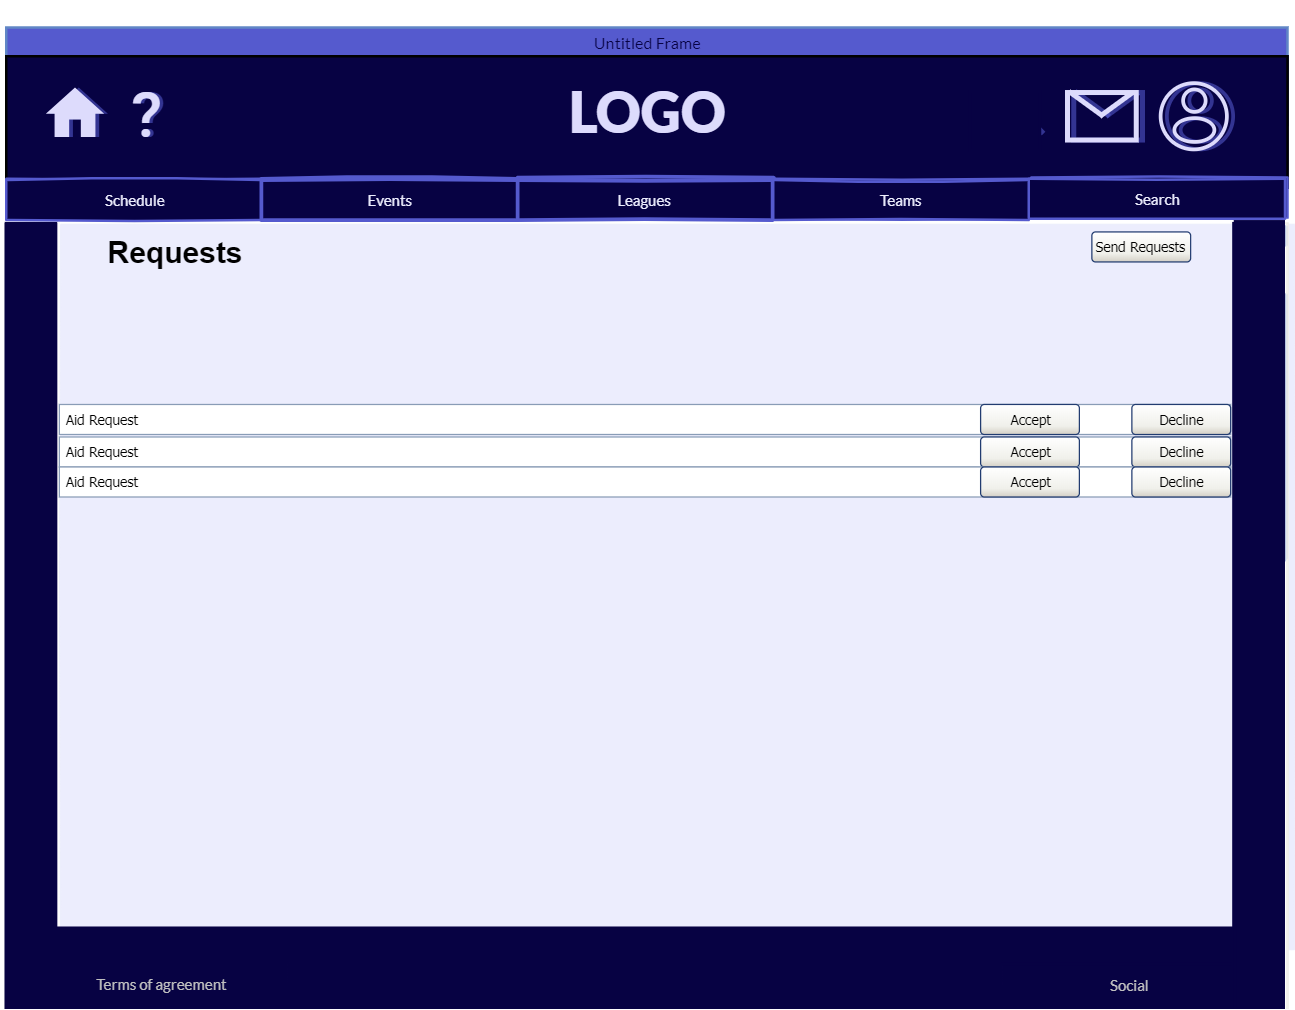 Untitled Frame
?
LOGO
Schedule
Events
Leagues
Teams
Search
Requests
Send Requests
Aid Request
Accept
Decline
Aid Request
Accept
Decline
Aid Request
Accept
Decline
Terms of agreement
Social